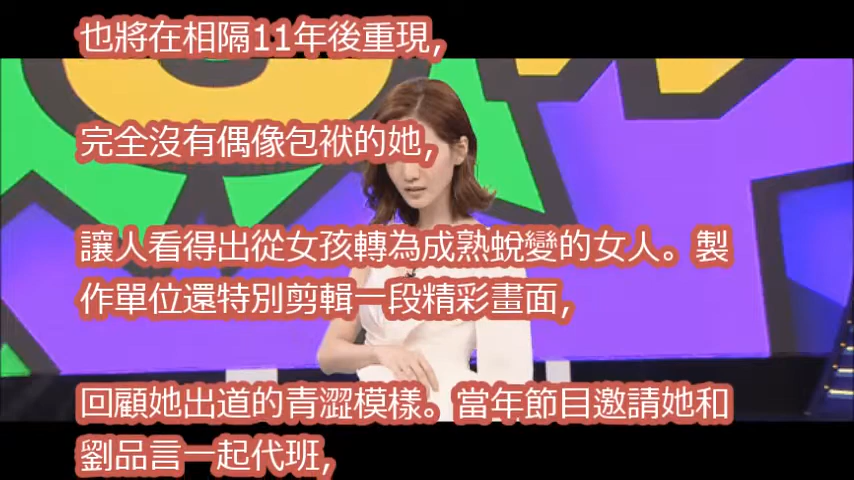 也將在相隔11年後重現，
完全沒有偶像包袱的她，
讓人看得出從女孩轉為成熟蛻變的女人。製
作單位還特別剪輯一段精彩畫面，
回顧她出道的青澀模樣。當年節目邀請她和
劉品言一起代班，